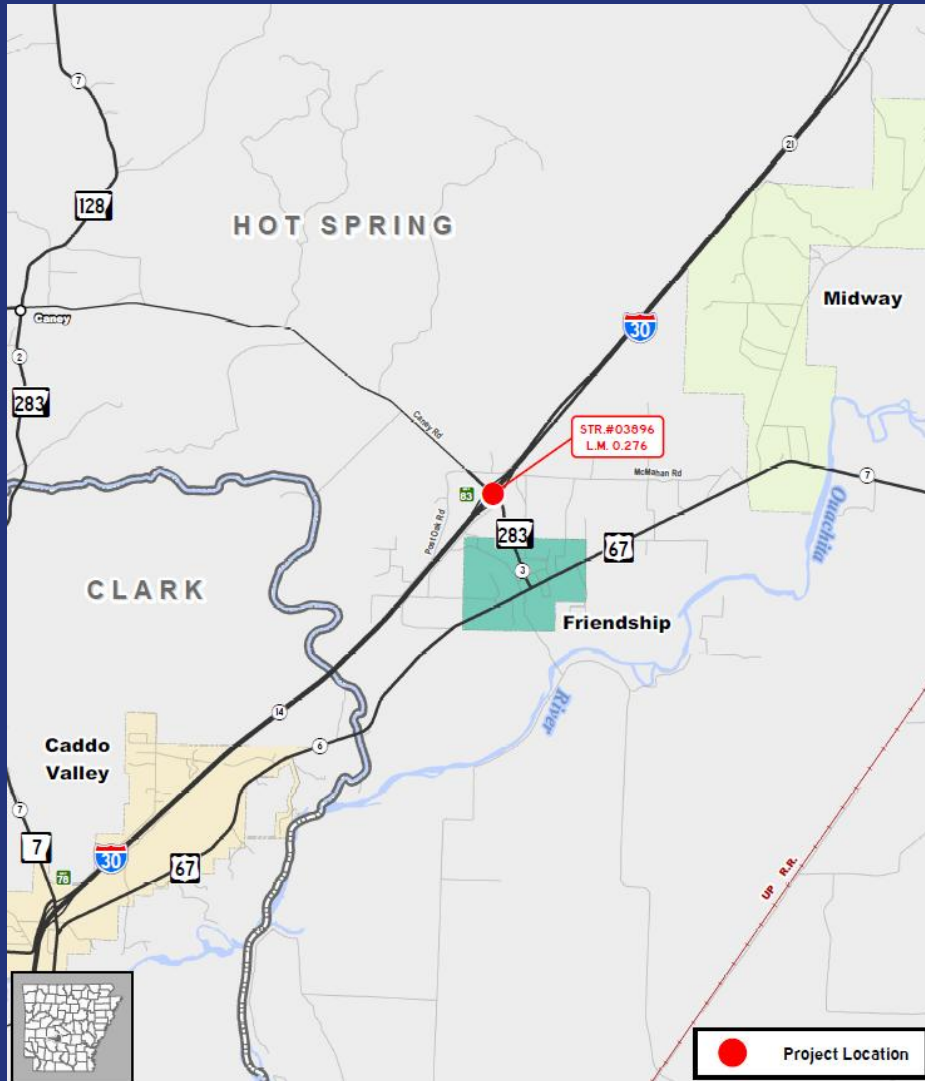 7
128
HOT SPRING
Caney
2
283
21
30
Midway
STR.#03896
L.M. 0.276
Caney Rd
McMahan Rd
7
83
Post Oak Rd
283
67
3
Ouachita
CLARK
Friendship
14
River
6
Caddo
Valley
7
7
30
67
78
UP R.R.
Project Location